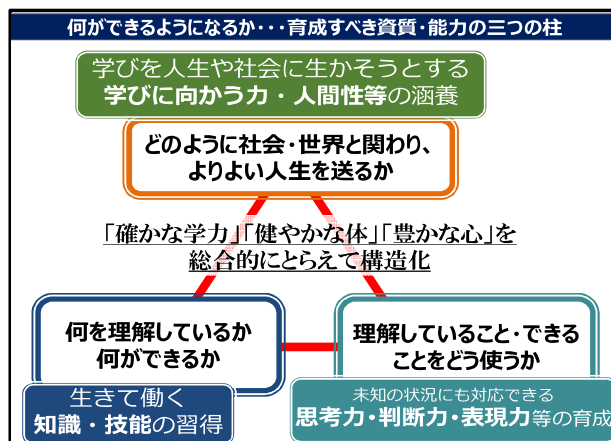 何ができるようになるか・・・育成すべき資質・能力の三つの柱
学びを人生や社会に生かそうとする
学びに向かう力・人間性等の涵養
どのように社会・世界と関わり、
よりよい人生を送るか
「確かな学力」「健やかな体」「豊かな心」を
総合的にとらえて構造化
何を理解しているか
何ができるか
理解していること・できる
ことをどう使うか
生きて働く
知識・技能の習得
未知の状況にも対応できる
思考力・判断力・表現力等の育成